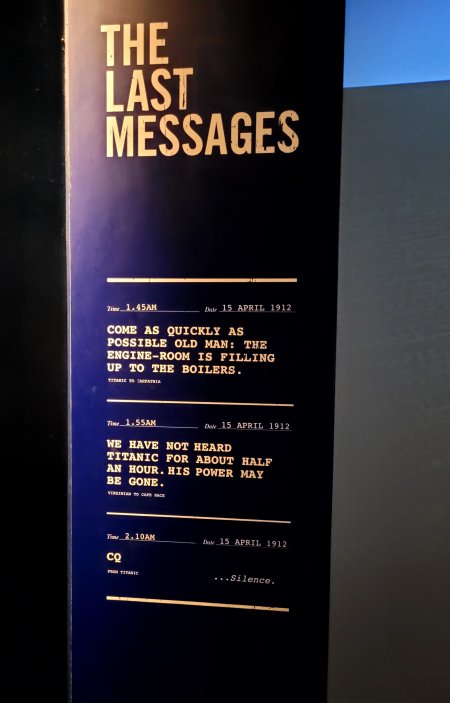 THE
LAST
MESSAGES
Time 1.45AM Date 15 APRIL 1912
COME AS QUICKLY AS
POSSIBLE OLD MAN: THE
ENGINE-ROOM IS FILLING
UP TO THE BOILERS.
TITANIC TO CARPATHIA
Time 1.55AM Date 15 APRIL 1912
WE HAVE NOT HEARD
TITANIC FOR ABOUT HALF
AN HOUR. HIS POWER MAY
BE GONE.
VIRGINIAN TO CAPE RACE
Time 2.10AM Date 15 APRIL 1912
CQ
FROM TITANIC
...Silence.